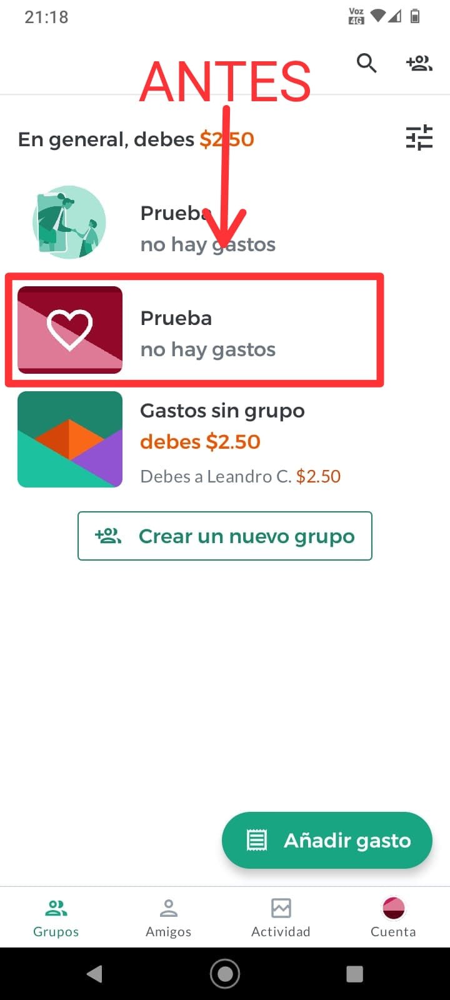 21:18
Voz
4G
ANTES
En general, debes $2.50
Prueba
no hay gastos
Prueba
no hay gastos
Gastos sin grupo
debes $2.50
Debes a Leandro C. $2.50
Crear un nuevo grupo
Añadir gasto
Grupos
Amigos
Actividad
Cuenta